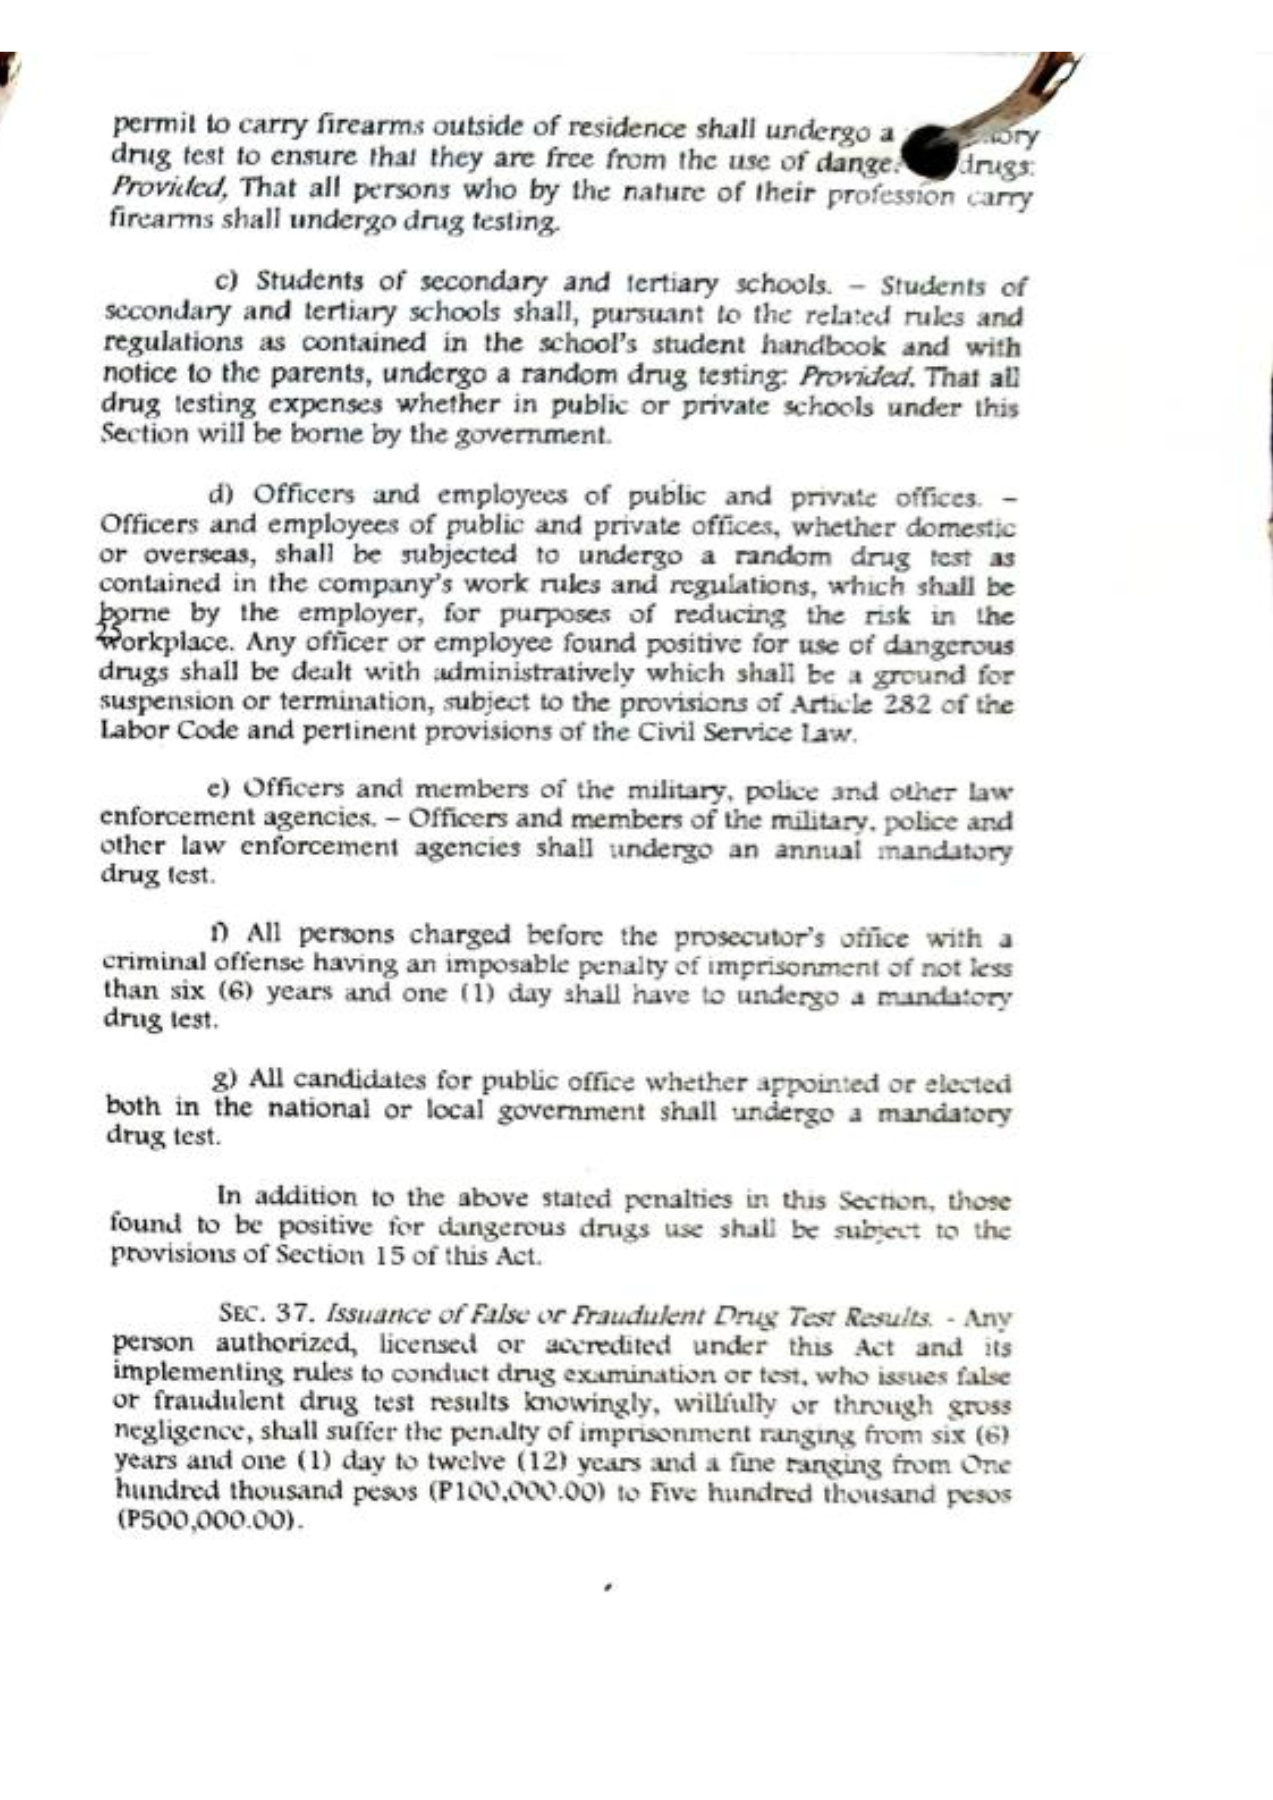 permit to carry firearms outside of residence shall undergo a
drug test to ensure that they are free from the use of drugs:
Provided, That all persons who by the nature of their profession carry
firearms shall undergo drug testing.
c) Students of secondary and tertiary schools. – Students of
secondary and tertiary schools shall, pursuant to the related rules and
regulations as contained in the school's student handbook and with
notice to the parents, undergo a random drug testing: Provided, That all
drug testing expenses whether in public or private schools under this
Section will be borne by the government.
d) Officers and employees of public and private offices. –
Officers and employees of public and private offices, whether domestic
or overseas, shall be subjected to undergo a random drug test as
contained in the company's work rules and regulations, which shall be
borne by the employer, for purposes of reducing the risk in the
25
workplace. Any officer or employee found positive for use of dangerous
drugs shall be dealt with administratively which shall be a ground for
suspension or termination, subject to the provisions of Article 282 of the
Labor Code and pertinent provisions of the Civil Service Law.
e) Officers and members of the military, police and other law
enforcement agencies. – Officers and members of the military, police and
other law enforcement agencies shall undergo an annual mandatory
drug test.
f) All persons charged before the prosecutor's office with a
criminal offense having an imposable penalty of imprisonment of not less
than six (6) years and one (1) day shall have to undergo a mandatory
drug test.
g) All candidates for public office whether appointed or elected
both in the national or local government shall undergo a mandatory
drug test.
In addition to the above stated penalties in this Section, those
found to be positive for dangerous drugs use shall be subject to the
provisions of Section 15 of this Act.
SEC. 37. Issuance of False or Fraudulent Drug Test Results. - Any
person authorized, licensed or accredited under this Act and its
implementing rules to conduct drug examination or test, who issues false
or fraudulent drug test results knowingly, willfully or through gross
negligence, shall suffer the penalty of imprisonment ranging from six (6)
years and one (1) day to twelve (12) years and a fine ranging from One
hundred thousand pesos (P100,000.00) to Five hundred thousand pesos
(P500,000.00).